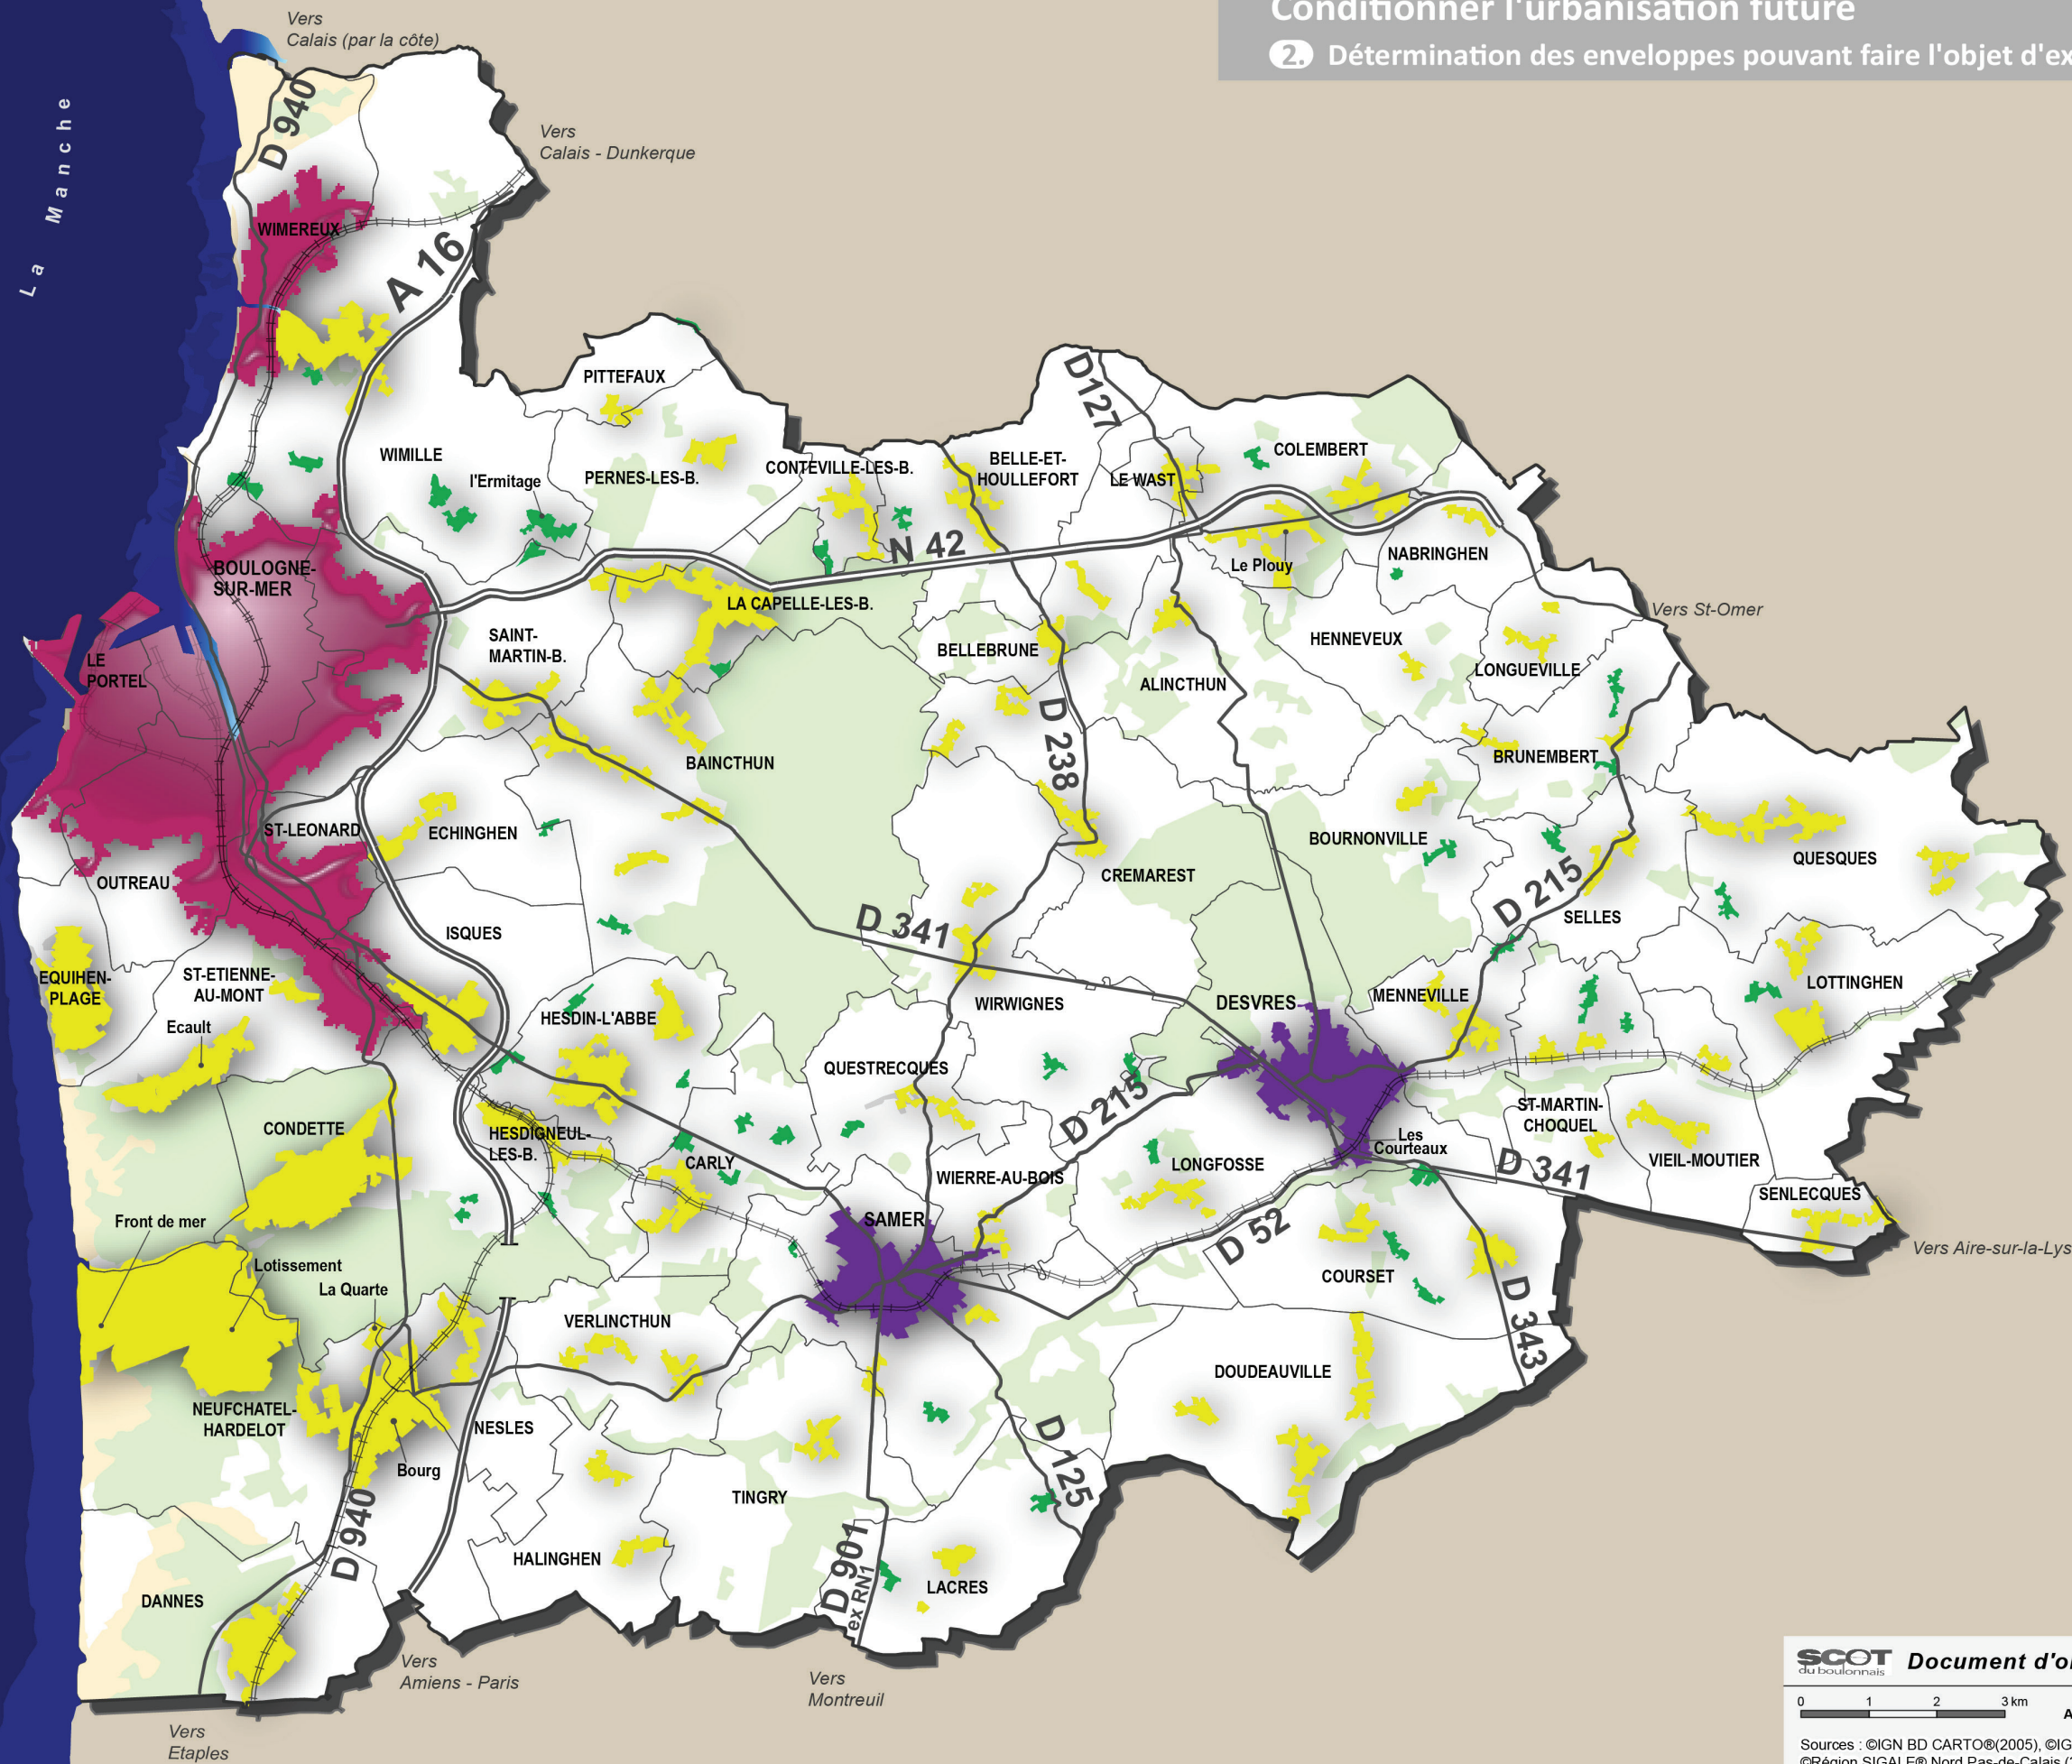 Conditionner l'urbanisation future
2. Détermination des enveloppes pouvant faire l'objet d'ex
Vers
Calais (par la côte)
D 940
La Manche
Vers
Calais - Dunkerque
WIMEREUX
A 16
PITTEFAUX
D127
WIMILLE
l'Ermitage
PERNES-LES-B.
CONTEVILLE-LES-B.
BELLE-ET-
HOULLEFORT
LE WAST
COLEMBERT
N 42
NABRINGHEN
Le Plouy
BOULOGNE-
SUR-MER
LA CAPELLE-LES-B.
Vers St-Omer
SAINT-
MARTIN-B.
BELLEBRUNE
HENNEVEUX
LONGUEVILLE
LE
PORTEL
ALINCTHUN
D 238
BAINCTHUN
BRUNEMBERT
ST-LEONARD
ECHINGHEN
BOURNONVILLE
QUESQUES
CREMAREST
OUTREAU
D 215
SELLES
D 341
ISQUES
EQUIHEN-
PLAGE
ST-ETIENNE-
AU-MONT
LOTTINGHEN
Ecault
HESDIN-L'ABBE
WIRWIGNES
DESVRES
MENNEVILLE
QUESTRECQUES
D 215
CONDETTE
HESDIGNEUL-
LES-B.
ST-MARTIN-
CHOQUEL
Les
Courteaux
CARLY
WIERRE-AU-BOIS
LONGFOSSE
D 341
VIEIL-MOUTIER
SENLECQUES
Front de mer
SAMER
D 52
Vers Aire-sur-la-Lys
Lotissement
La Quarte
COURSET
VERLINCTHUN
D 343
DOUDEAUVILLE
NEUFCHATEL-
HARDELOT
NESLES
Bourg
D 125
TINGRY
D 940
HALINGHEN
D 901
ex RN1
LACRES
DANNES
Vers
Amiens - Paris
Vers
Montreuil
Vers
Etaples
SCOT
du boulonnais
Document d'o
0 1 2 3 km
A
Sources : ©IGN BD CARTO®(2005), ©IG
©Région SIGALE® Nord Pas-de-Calais (